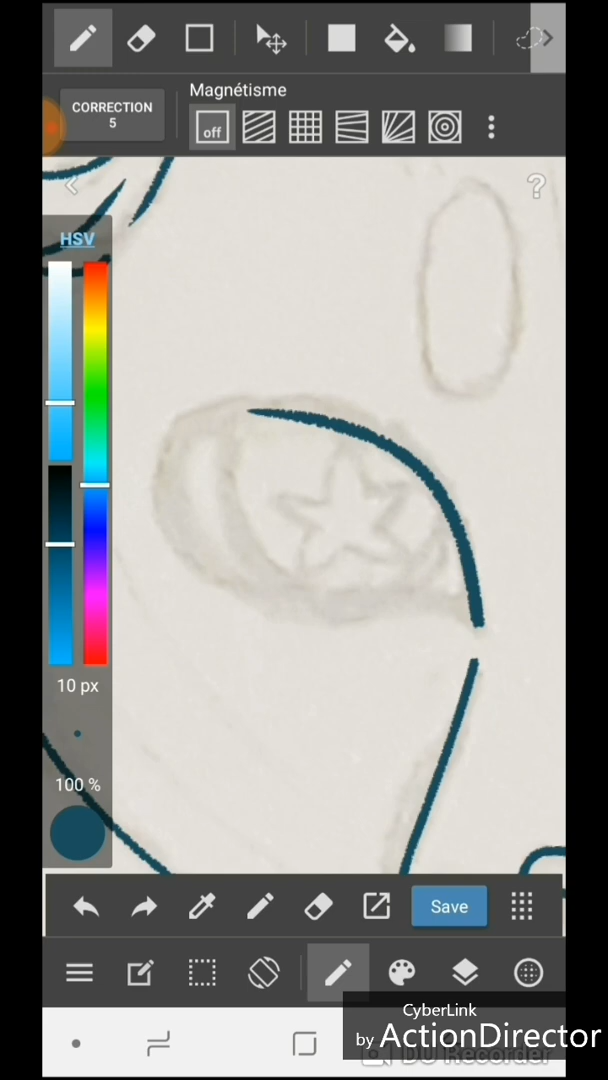 Magnétisme
CORRECTION
5
off
?
HSV
10 px
100 %
Save
CyberLink
by ActionDirector
DU Recorder